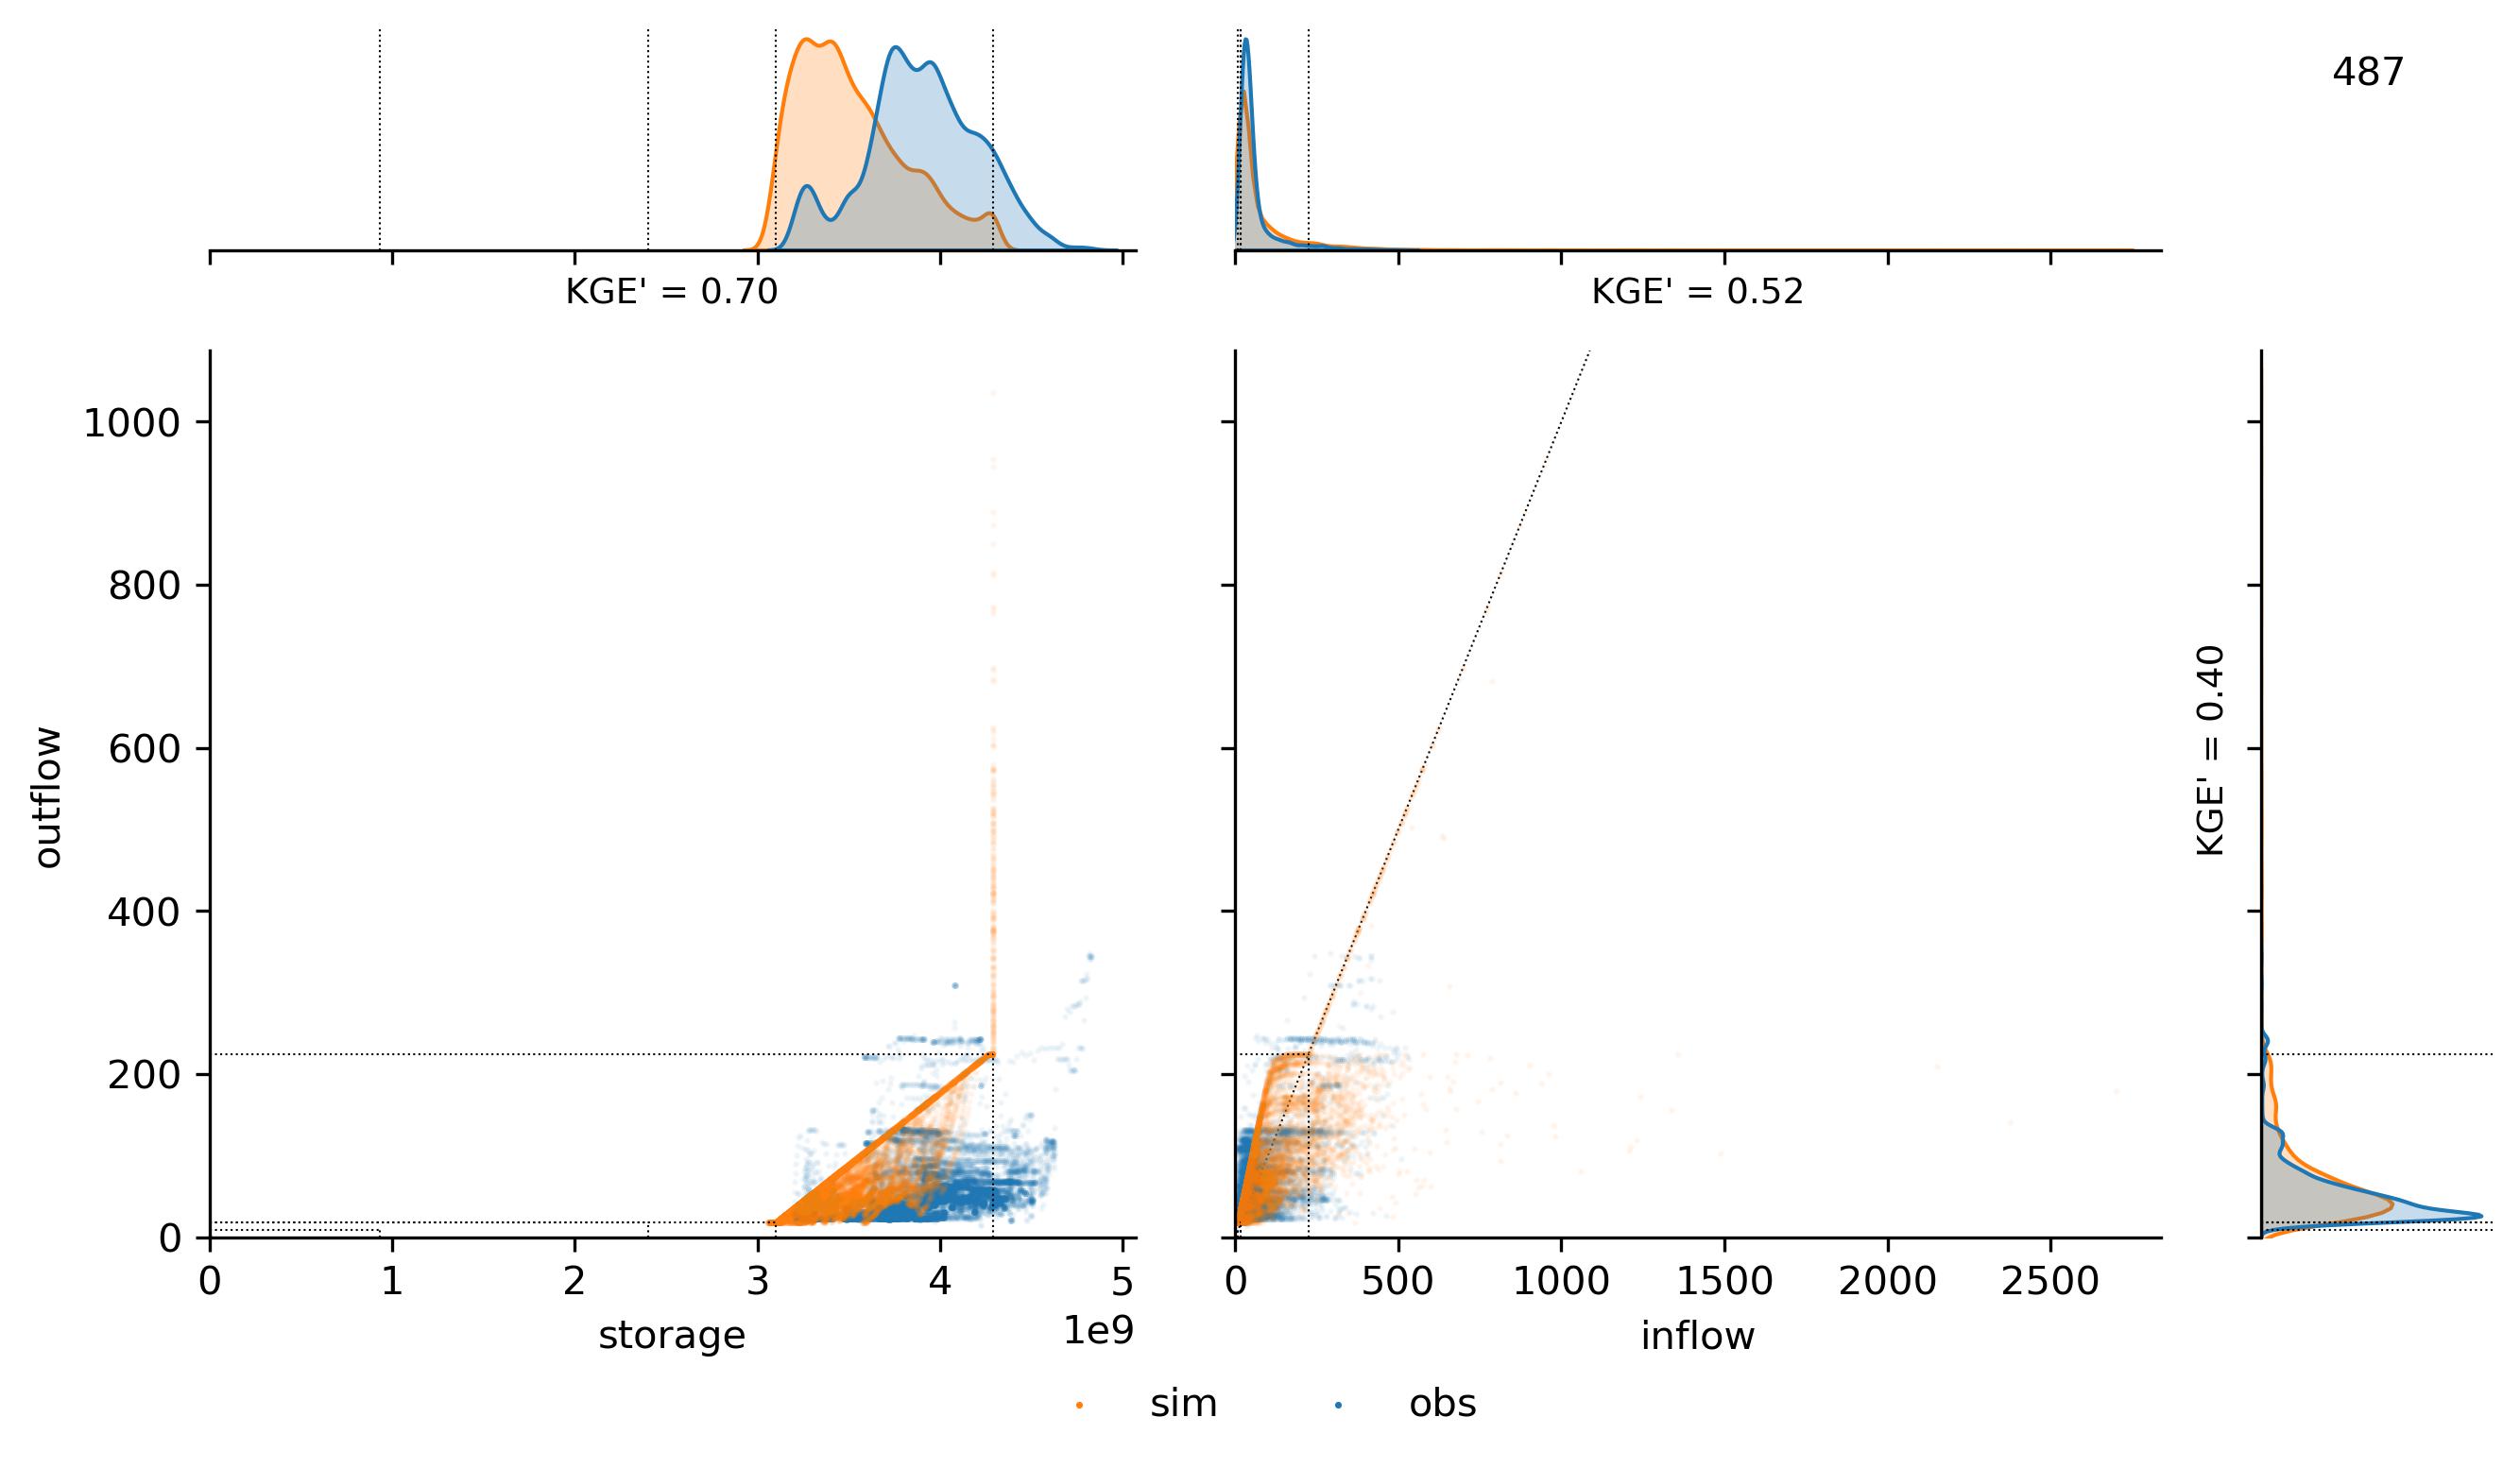 487
KGE' = 0.70
KGE' = 0.52
1000
800
600
400
200
0
outflow
KGE' = 0.40
0 1 2 3 4 5
1e9
storage
0 500 1000 1500 2000 2500
inflow
sim obs